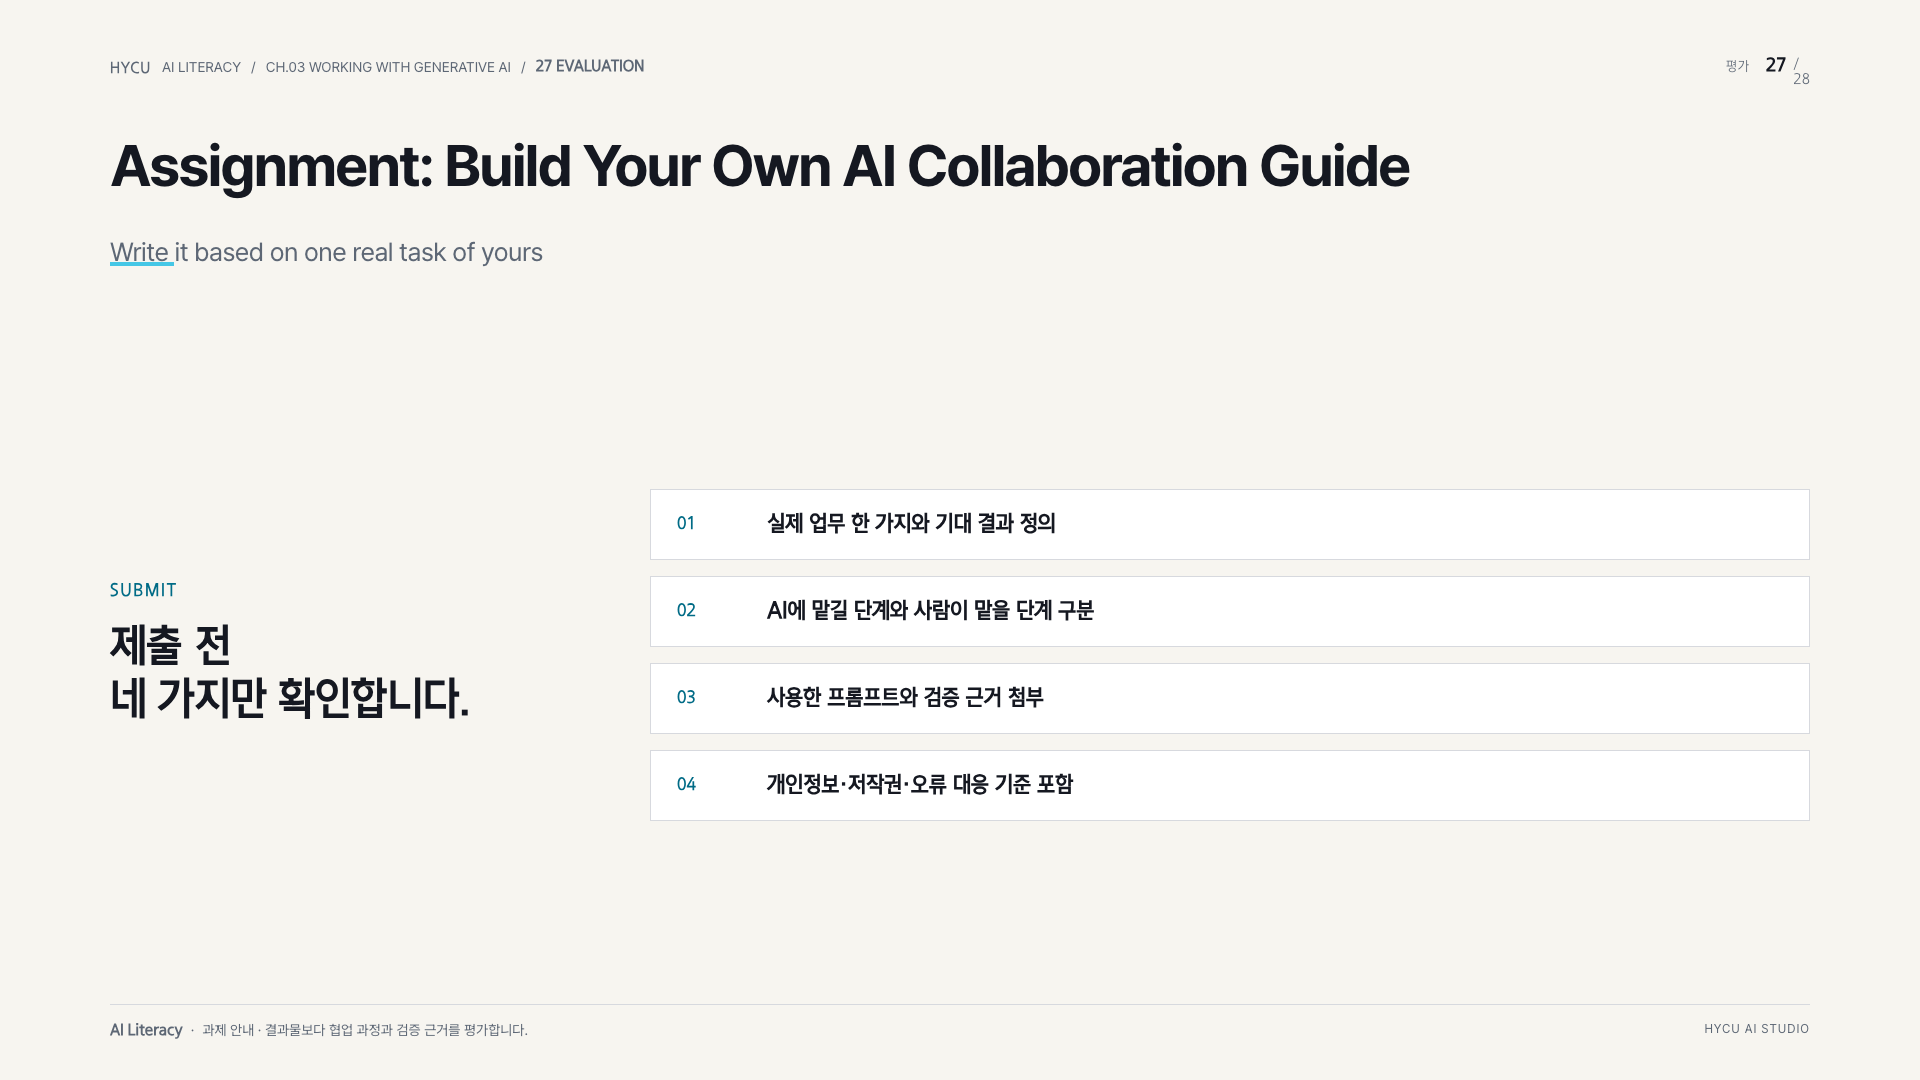 HYCU AI LITERACY / CH.03 WORKING WITH GENERATIVE AI / 27 EVALUATION
평가 27 /
28
Assignment: Build Your Own AI Collaboration Guide
Write it based on one real task of yours
SUBMIT
제출 전
네 가지만 확인합니다.
01 실제 업무 한 가지와 기대 결과 정의
02 AI에 맡길 단계와 사람이 맡을 단계 구분
03 사용한 프롬프트와 검증 근거 첨부
04 개인정보·저작권·오류 대응 기준 포함
AI Literacy · 과제 안내 · 결과물보다 협업 과정과 검증 근거를 평가합니다.
HYCU AI STUDIO